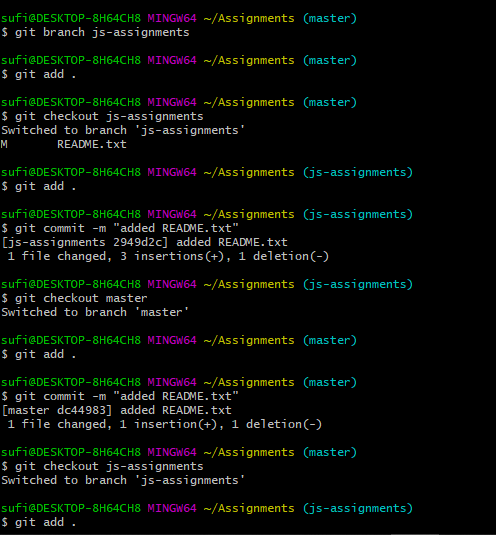 sufi@DESKTOP-8H64CH8 MINGW64 ~/Assignments (master)
$ git branch js-assignments
sufi@DESKTOP-8H64CH8 MINGW64 ~/Assignments (master)
$ git add .
sufi@DESKTOP-8H64CH8 MINGW64 ~/Assignments (master)
$ git checkout js-assignments
Switched to branch 'js-assignments'
M       README.txt
sufi@DESKTOP-8H64CH8 MINGW64 ~/Assignments (js-assignments)
$ git add .
sufi@DESKTOP-8H64CH8 MINGW64 ~/Assignments (js-assignments)
$ git commit -m "added README.txt"
[js-assignments 2949d2c] added README.txt
 1 file changed, 3 insertions(+), 1 deletion(-)
sufi@DESKTOP-8H64CH8 MINGW64 ~/Assignments (js-assignments)
$ git checkout master
Switched to branch 'master'
sufi@DESKTOP-8H64CH8 MINGW64 ~/Assignments (master)
$ git add .
sufi@DESKTOP-8H64CH8 MINGW64 ~/Assignments (master)
$ git commit -m "added README.txt"
[master dc44983] added README.txt
 1 file changed, 1 insertion(+), 1 deletion(-)
sufi@DESKTOP-8H64CH8 MINGW64 ~/Assignments (master)
$ git checkout js-assignments
Switched to branch 'js-assignments'
sufi@DESKTOP-8H64CH8 MINGW64 ~/Assignments (js-assignments)
$ git add .